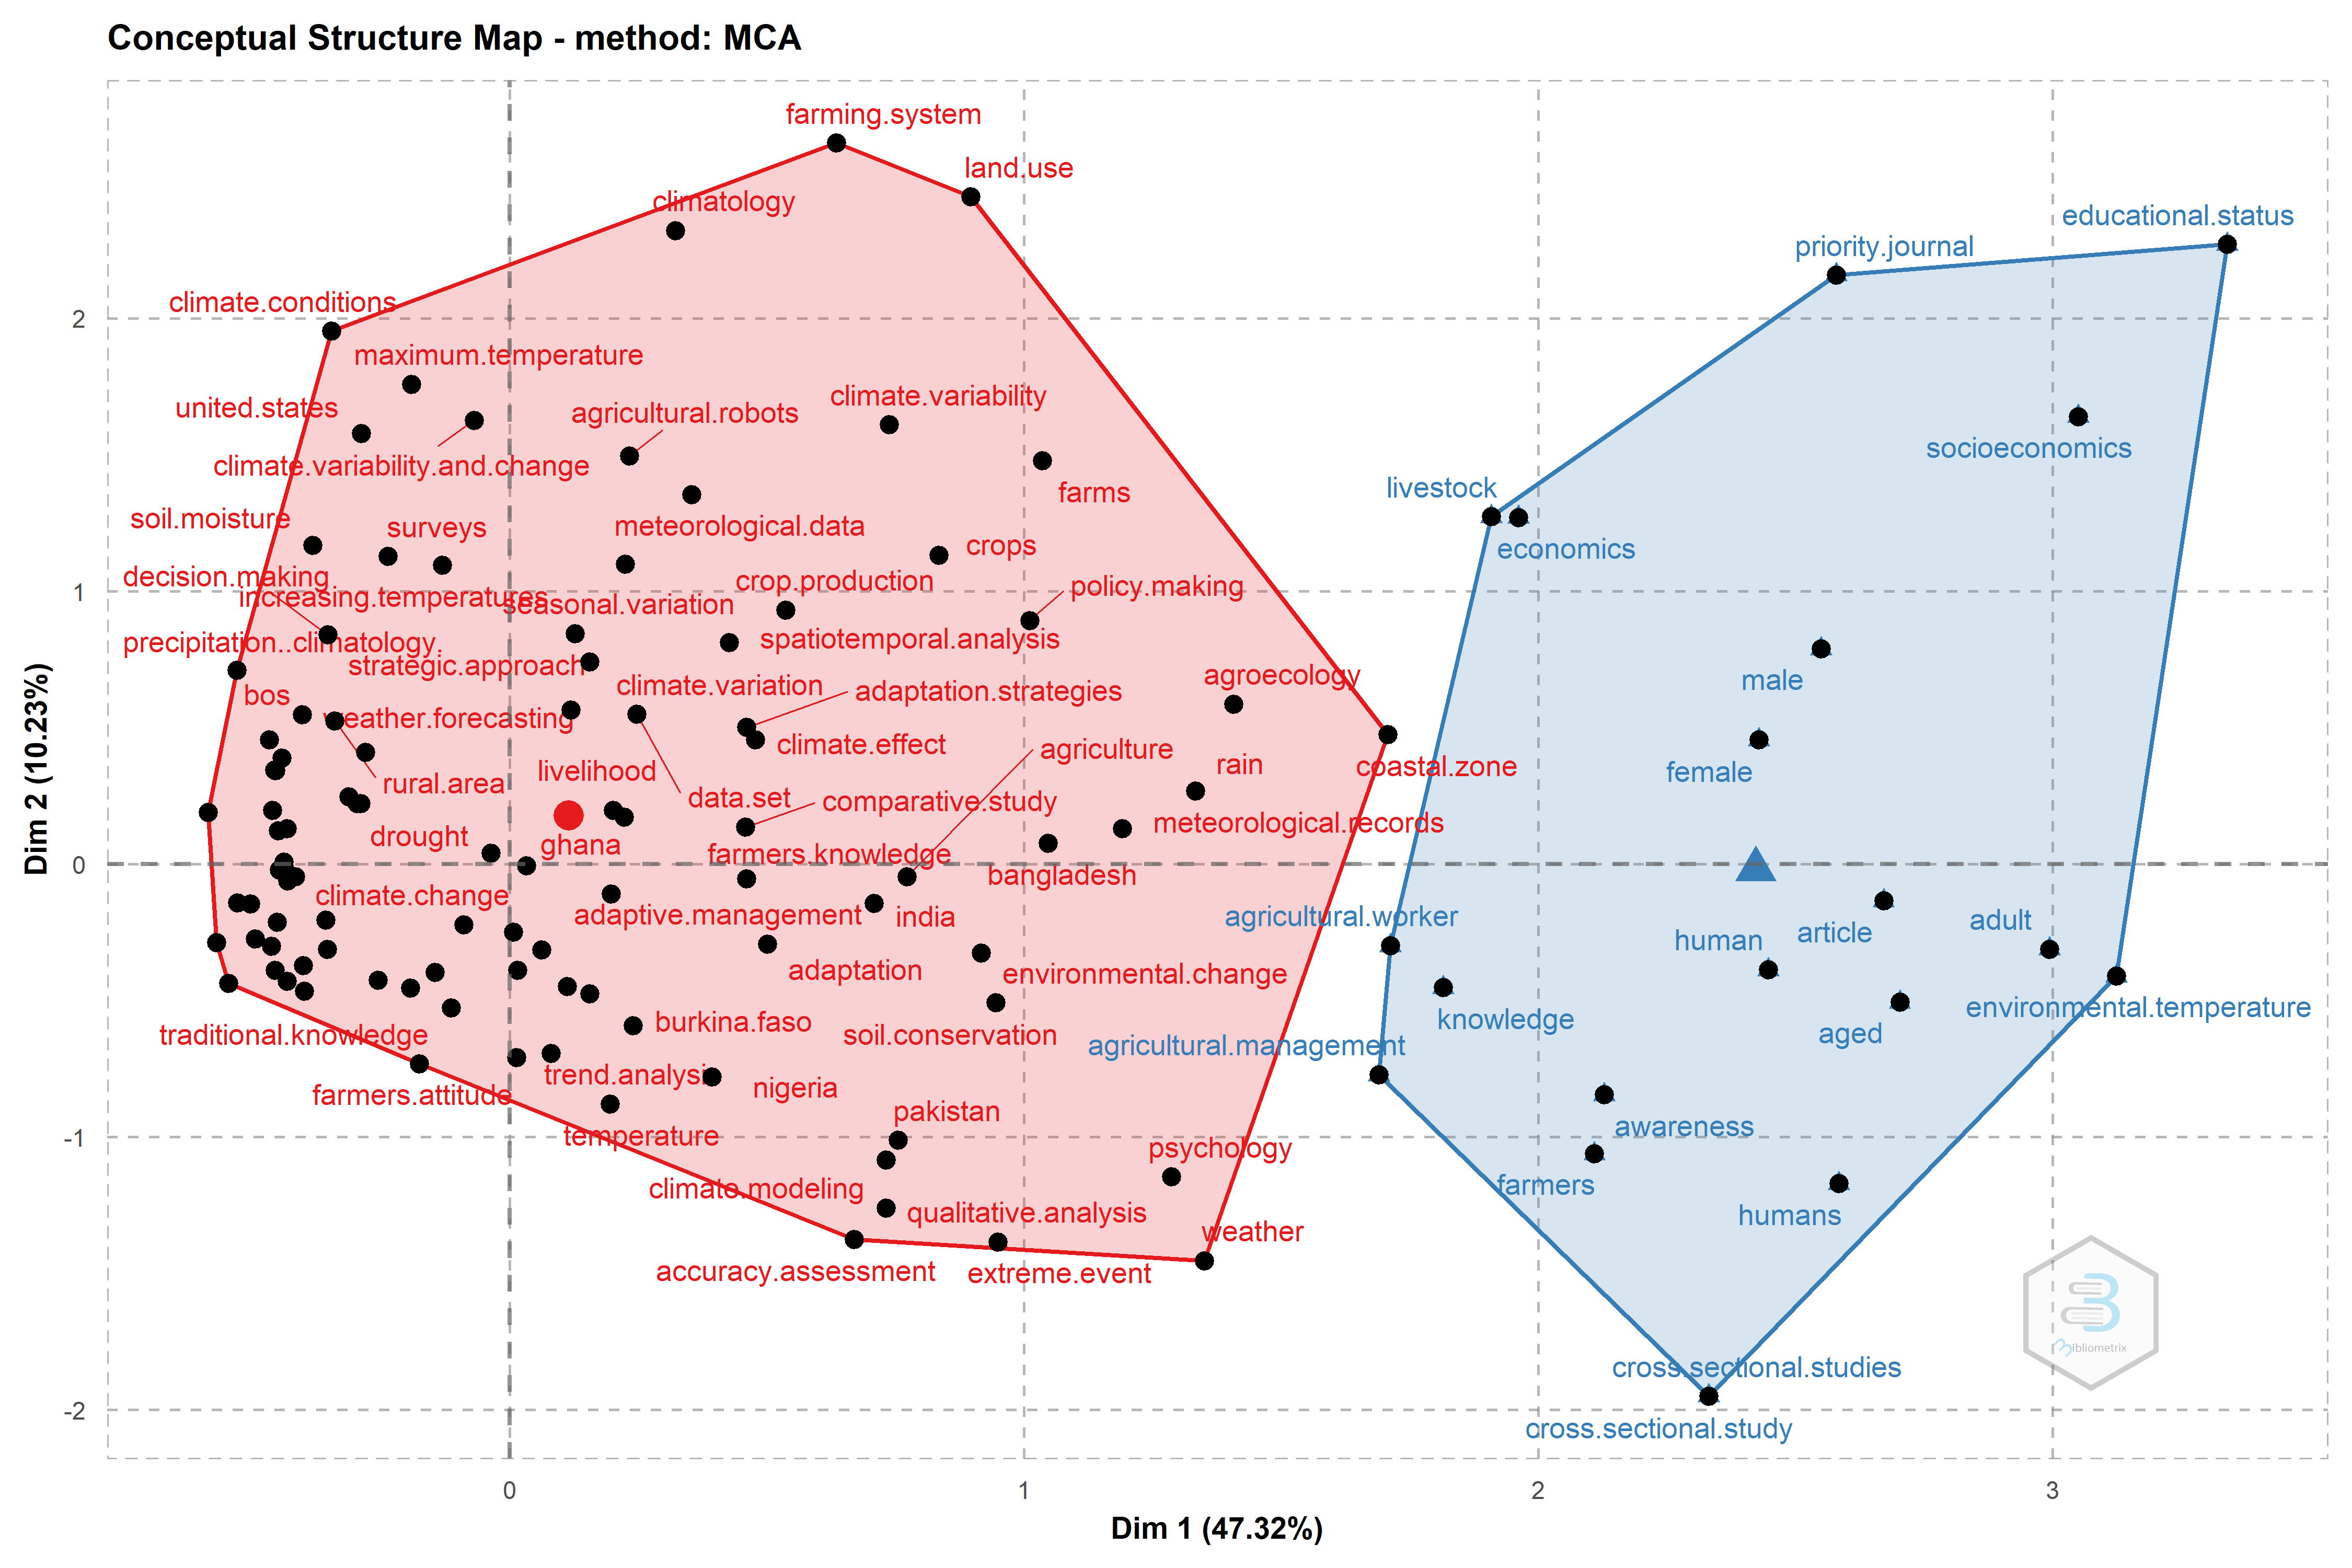 Conceptual Structure Map - method: MCA
farming.system
land.use
climatology
educational.status
priority.journal
climate.conditions
2
maximum.temperature
climate.variability
united.states
agricultural.robots
socioeconomics
climate.variability.and.change
livestock
farms
soil.moisture
surveys
meteorological.data
crops
economics
decision.making
crop.production
policy.making
1
increasing.temperatures
seasonal.variation
precipitation..climatology.
spatiotemporal.analysis
strategic.approach
agroecology
male
climate.variation
adaptation.strategies
bos
weather.forecasting
climate.effect
agriculture
rain
coastal.zone
female
livelihood
rural.area
data.set
comparative.study
meteorological.records
drought
ghana
farmers.knowledge
0
bangladesh
climate.change
adaptive.management
india
agricultural.worker
adult
human
article
adaptation
environmental.change
environmental.temperature
burkina.faso
knowledge
traditional.knowledge
soil.conservation
aged
agricultural.management
trend.analysis
nigeria
farmers.attitude
pakistan
awareness
-1
temperature
psychology
climate.modeling
farmers
qualitative.analysis
humans
weather
accuracy.assessment
extreme.event
Bibliometrix
cross.sectional.studies
-2
cross.sectional.study
0
1
2
3
Dim 1 (47.32%)
Dim 2 (10.23%)